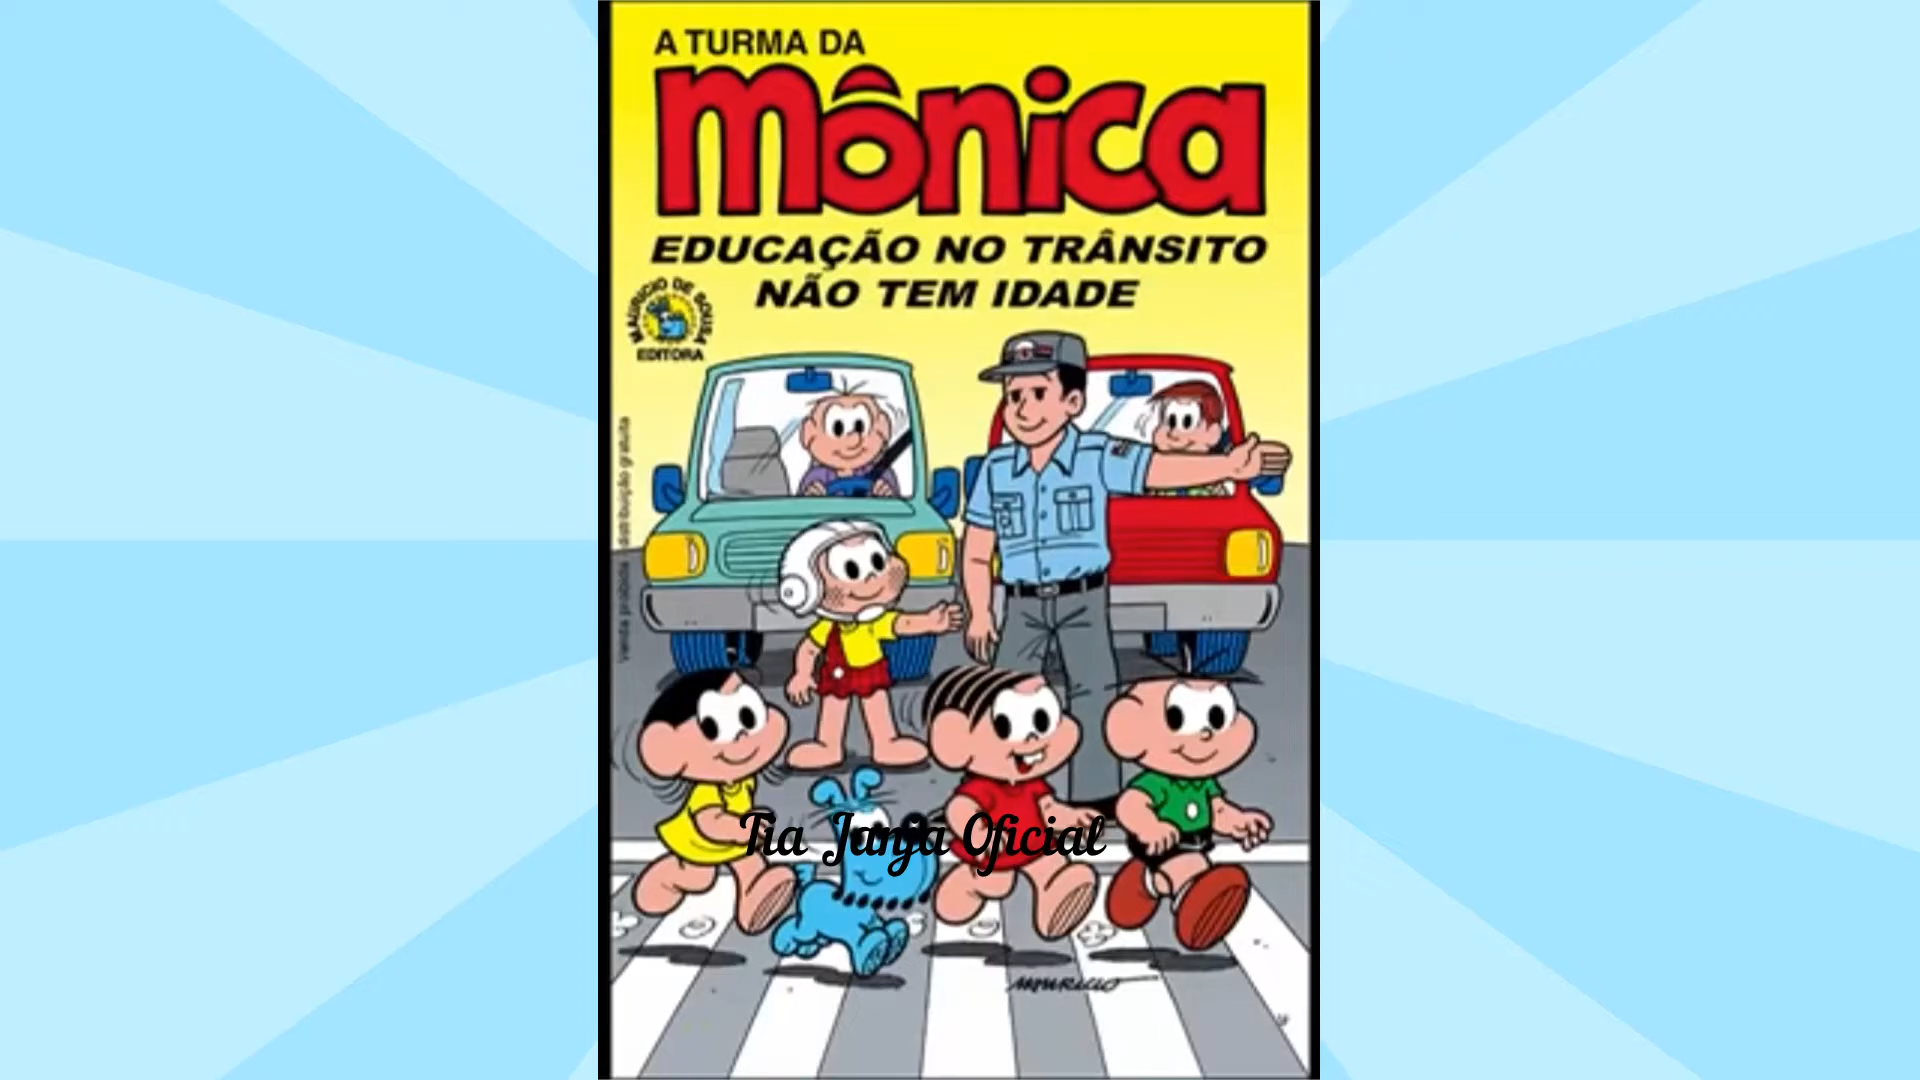 A TURMA DA
mônica
EDUCAÇÃO NO TRÂNSITO
NÃO TEM IDADE
MAURICIO DE SOUSA
EDITORA
Venda proibida distribuição gratuita
Tia Janja Oficial
MAURICIO